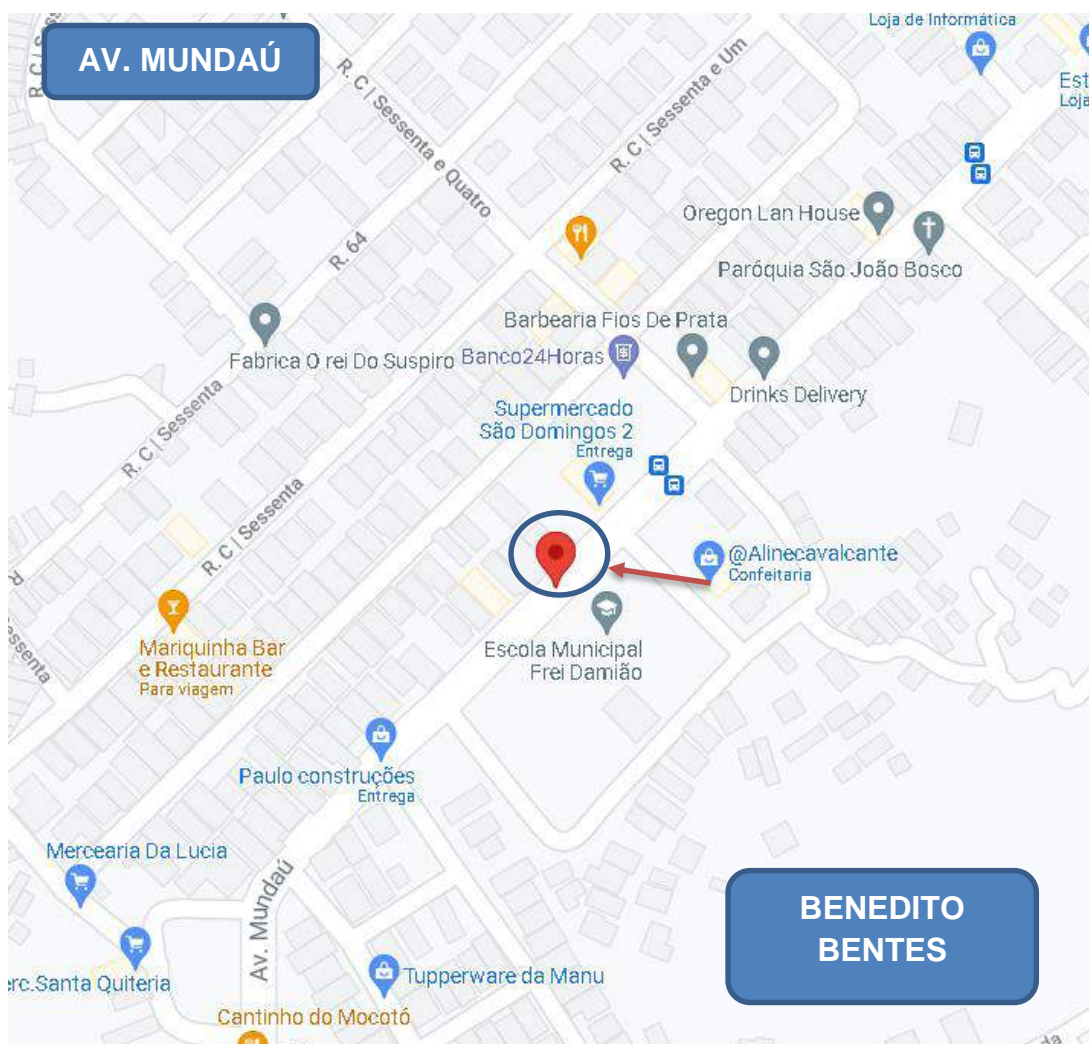 Loja de Informática
AV. MUNDAÚ
Est
Loja
R. C | Sessenta e Quatro
R. C | Sessenta e Um
Oregon Lan House
R. 64
Paróquia São João Bosco
Barbearia Fios De Prata
Fabrica O rei Do Suspiro
Banco24Horas
Drinks Delivery
Supermercado
São Domingos 2
Entrega
R. C | Sessenta
R. C | Sessenta
@Alinecavalcante
Confeitaria
Escola Municipal
Frei Damião
Mariquinha Bar
e Restaurante
Para viagem
Paulo construções
Entrega
Mercearia Da Lucia
Av. Mundaú
BENEDITO
BENTES
erc.Santa Quiteria
Tupperware da Manu
Cantinho do Mocotó